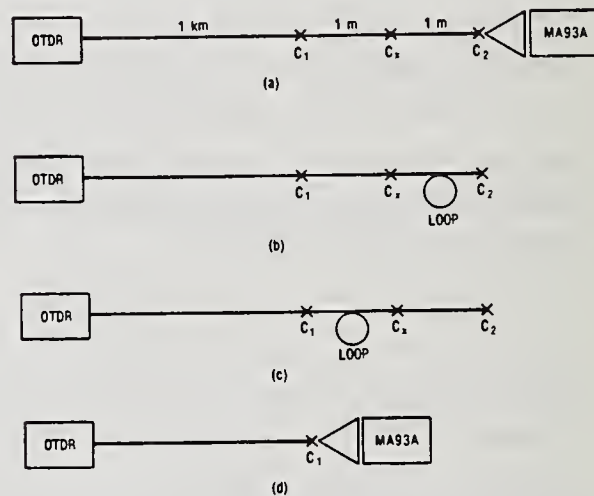 OTDR 1 km C1 1 m Cx 1 m C2 MA93A
(a)
OTDR C1 Cx LOOP C2
(b)
OTDR C1 LOOP Cx C2
(c)
OTDR C1 MA93A
(d)